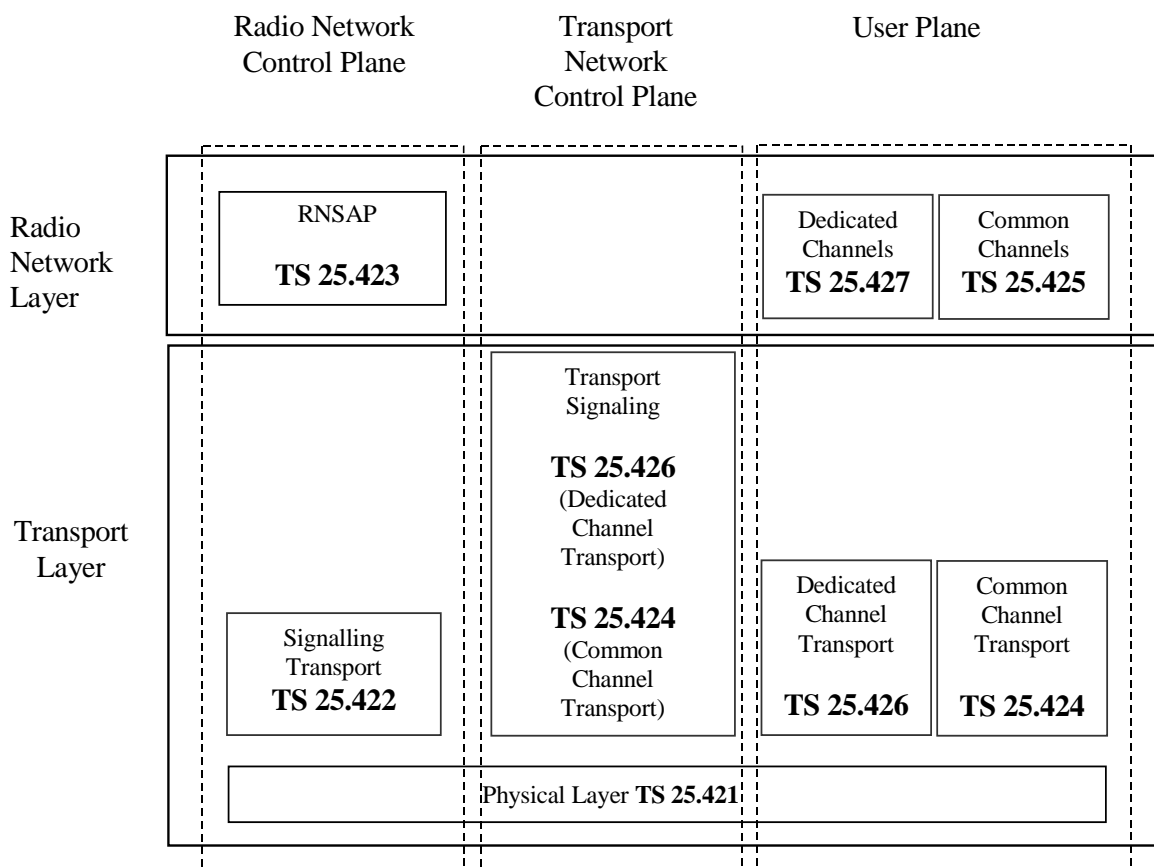 Radio Network
Control Plane
Transport
Network
Control Plane
User Plane
Radio
Network
Layer
RNSAP
TS 25.423
Dedicated
Channels
TS 25.427
Common
Channels
TS 25.425
Transport
Layer
Signalling
Transport
TS 25.422
Transport
Signaling
TS 25.426
(Dedicated
Channel
Transport)
TS 25.424
(Common
Channel
Transport)
Dedicated
Channel
Transport
TS 25.426
Common
Channel
Transport
TS 25.424
Physical Layer TS 25.421